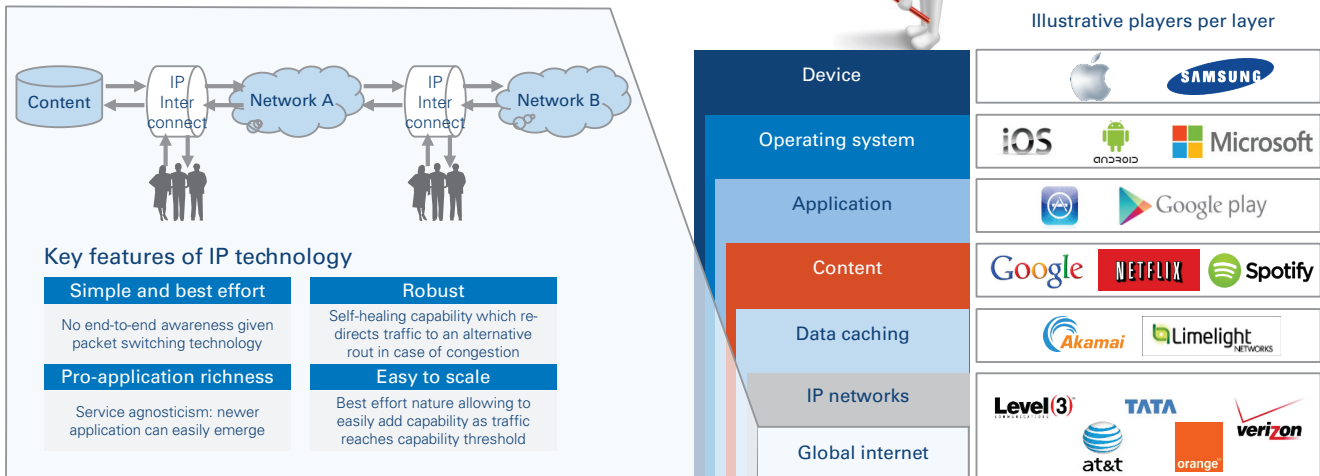 Illustrative players per layer
Content
IP
Inter
connect
Network A
IP
Inter
connect
Network B
Key features of IP technology
Simple and best effort
No end-to-end awareness given
packet switching technology
Robust
Self-healing capability which re-
directs traffic to an alternative
rout in case of congestion
Pro-application richness
Service agnosticism: newer
application can easily emerge
Easy to scale
Best effort nature allowing to
easily add capability as traffic
reaches capability threshold
Device
SAMSUNG
Operating system
iOS
ANDROID
Microsoft
Application
Google play
Content
Google
NETFLIX
Spotify
Data caching
Akamai
Limelight
NETWORKS
IP networks
Level(3)
COMMUNICATIONS
TATA
verizon
at&t
orange
Global internet